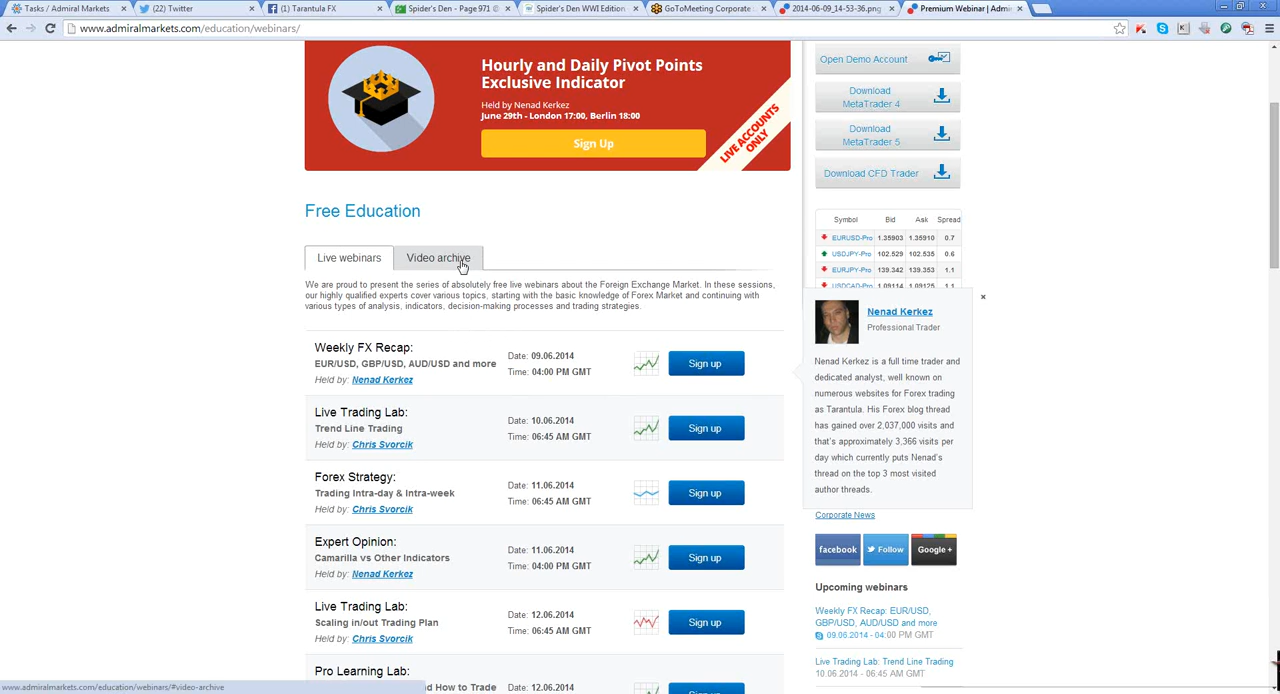 Tasks / Admiral Markets
(22) Twitter
(1) Tarantula FX
Spider's Den - Page 971
Spider's Den WWI Edition
GoToMeeting Corporate
2014-06-09_14-53-36.png
Premium Webinar | Admi
www.admiralmarkets.com/education/webinars/
Hourly and Daily Pivot Points
Exclusive Indicator
Held by Nenad Kerkez
June 29th - London 17:00, Berlin 18:00
Sign Up
LIVE ACCOUNTS
ONLY
Free Education
Live webinars
Video archive
We are proud to present the series of absolutely free live webinars about the Foreign Exchange Market. In these sessions,
our highly qualified experts cover various topics, starting with the basic knowledge of Forex Market and continuing with
various types of analysis, indicators, decision-making processes and trading strategies.
Weekly FX Recap:
EUR/USD, GBP/USD, AUD/USD and more
Held by: Nenad Kerkez
Date: 09.06.2014
Time: 04:00 PM GMT
Sign up
Live Trading Lab:
Trend Line Trading
Held by: Chris Svorcik
Date: 10.06.2014
Time: 06:45 AM GMT
Sign up
Forex Strategy:
Trading Intra-day & Intra-week
Held by: Chris Svorcik
Date: 11.06.2014
Time: 06:45 AM GMT
Sign up
Expert Opinion:
Camarilla vs Other Indicators
Held by: Nenad Kerkez
Date: 11.06.2014
Time: 04:00 PM GMT
Sign up
Live Trading Lab:
Scaling in/out Trading Plan
Held by: Chris Svorcik
Date: 12.06.2014
Time: 06:45 AM GMT
Sign up
Pro Learning Lab:
nd How to Trade
Date: 12.06.2014
Sign up
Open Demo Account
Download
MetaTrader 4
Download
MetaTrader 5
Download CFD Trader
Symbol Bid Ask Spread
EURUSD-Pro 1.35903 1.35910 0.7
USDJPY-Pro 102.529 102.535 0.6
EURJPY-Pro 139.342 139.353 1.1
USDCAD-Pro 1.09114 1.09125 1.1
Nenad Kerkez
Professional Trader
Nenad Kerkez is a full time trader and
dedicated analyst, well known on
numerous websites for Forex trading
as Tarantula. His Forex blog thread
has gained over 2,037,000 visits and
that's approximately 3,366 visits per
day which currently puts Nenad's
thread on the top 3 most visited
author threads.
Corporate News
facebook
Follow
Google +
Upcoming webinars
Weekly FX Recap: EUR/USD,
GBP/USD, AUD/USD and more
09.06.2014 - 04:00 PM GMT
Live Trading Lab: Trend Line Trading
10.06.2014 - 06:45 AM GMT
www.admiralmarkets.com/education/webinars/#video-archive